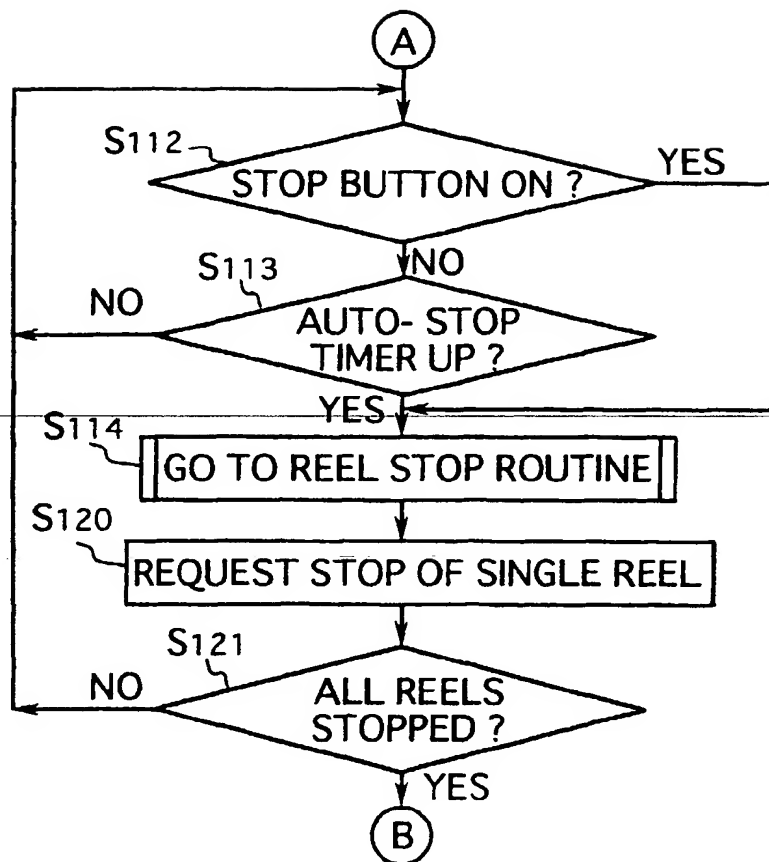 A
S112
STOP BUTTON ON ?
YES
NO
S113
NO
AUTO- STOP
TIMER UP ?
YES
S114
GO TO REEL STOP ROUTINE
S120
REQUEST STOP OF SINGLE REEL
S121
NO
ALL REELS
STOPPED ?
YES
B